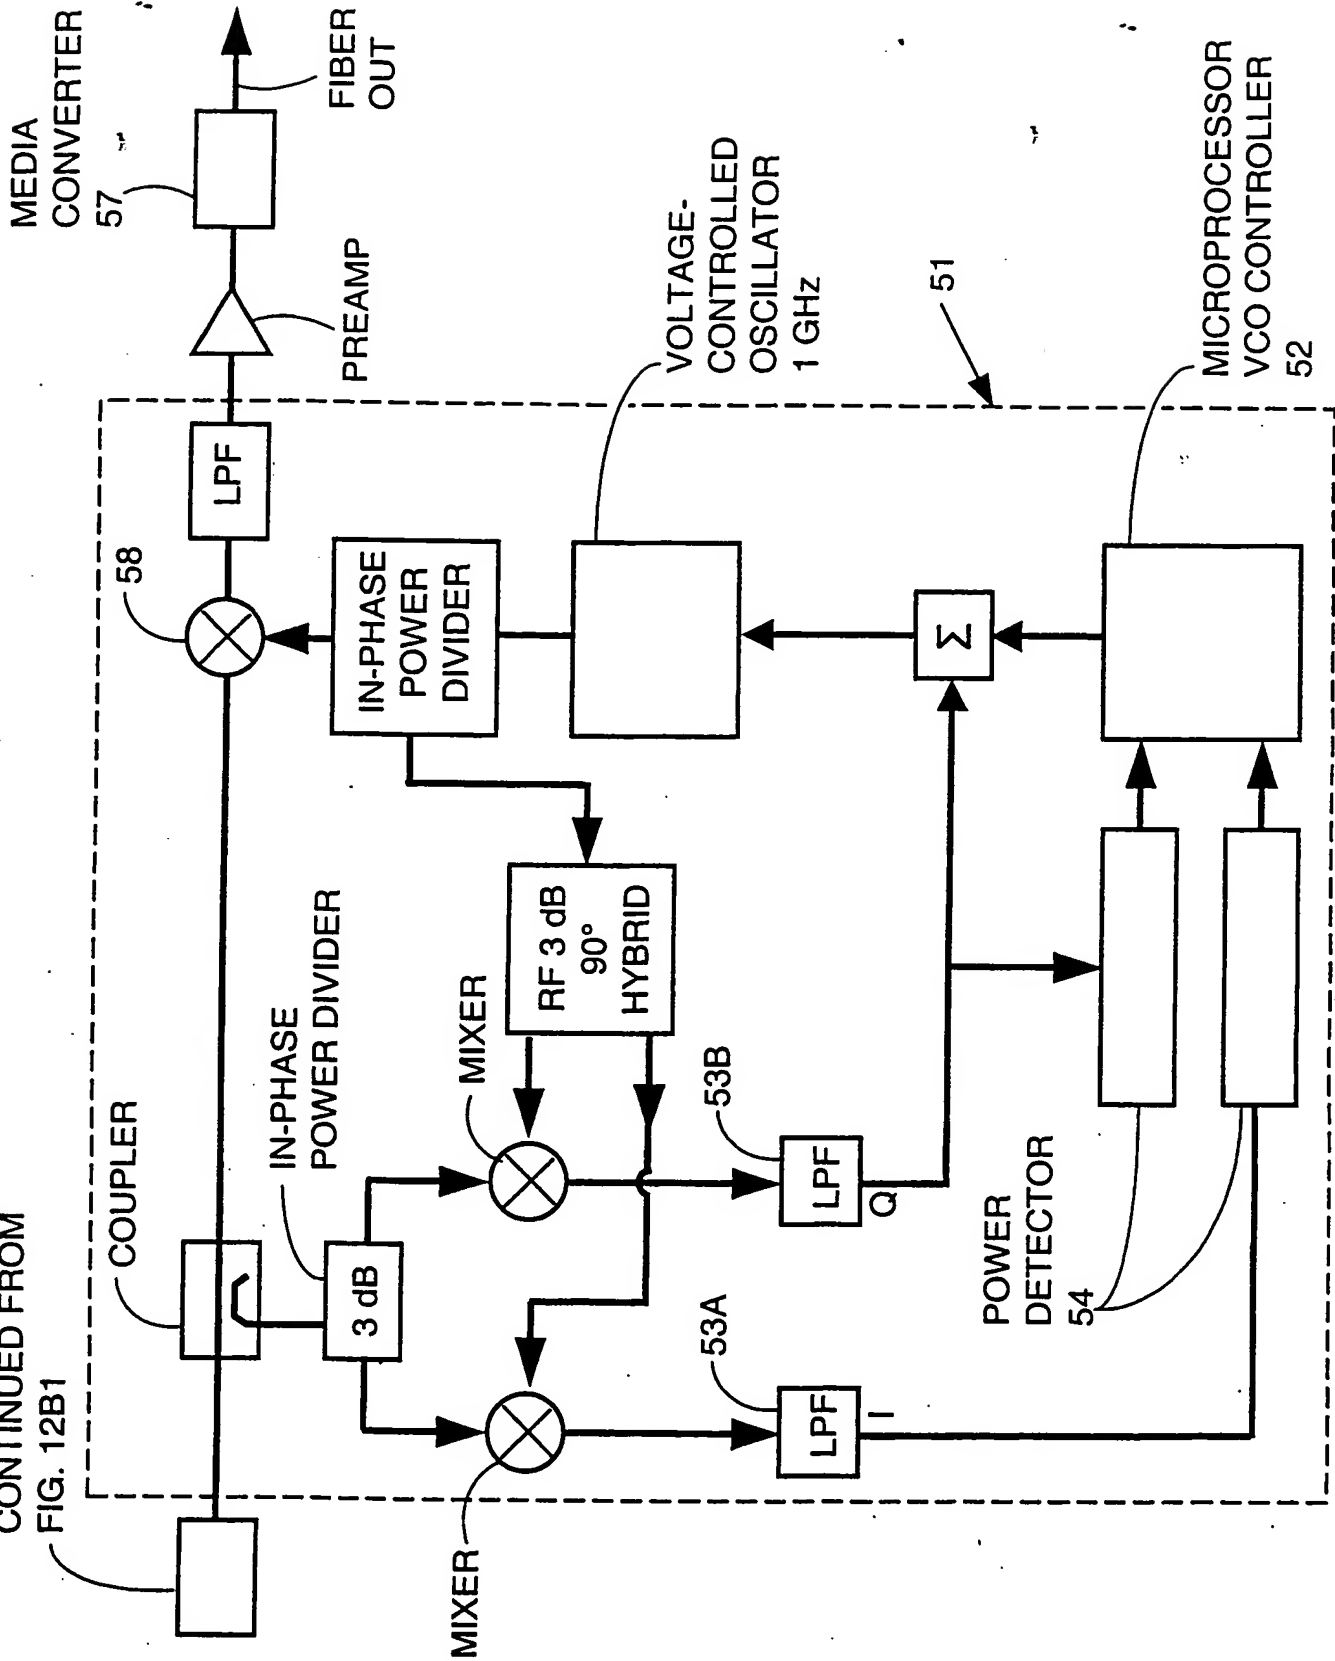 CONTINUED FROM
FIG. 12B1
COUPLER
IN-PHASE
POWER DIVIDER
3 dB
MIXER
MIXER
RF 3 dB
90°
HYBRID
58
LPF
PREAMP
MEDIA
CONVERTER
57
FIBER
OUT
IN-PHASE
POWER
DIVIDER
VOLTAGE-
CONTROLLED
OSCILLATOR
1 GHz
51
53A
LPF
I
53B
LPF
Q
Σ
POWER
DETECTOR
54
MICROPROCESSOR
VCO CONTROLLER
52